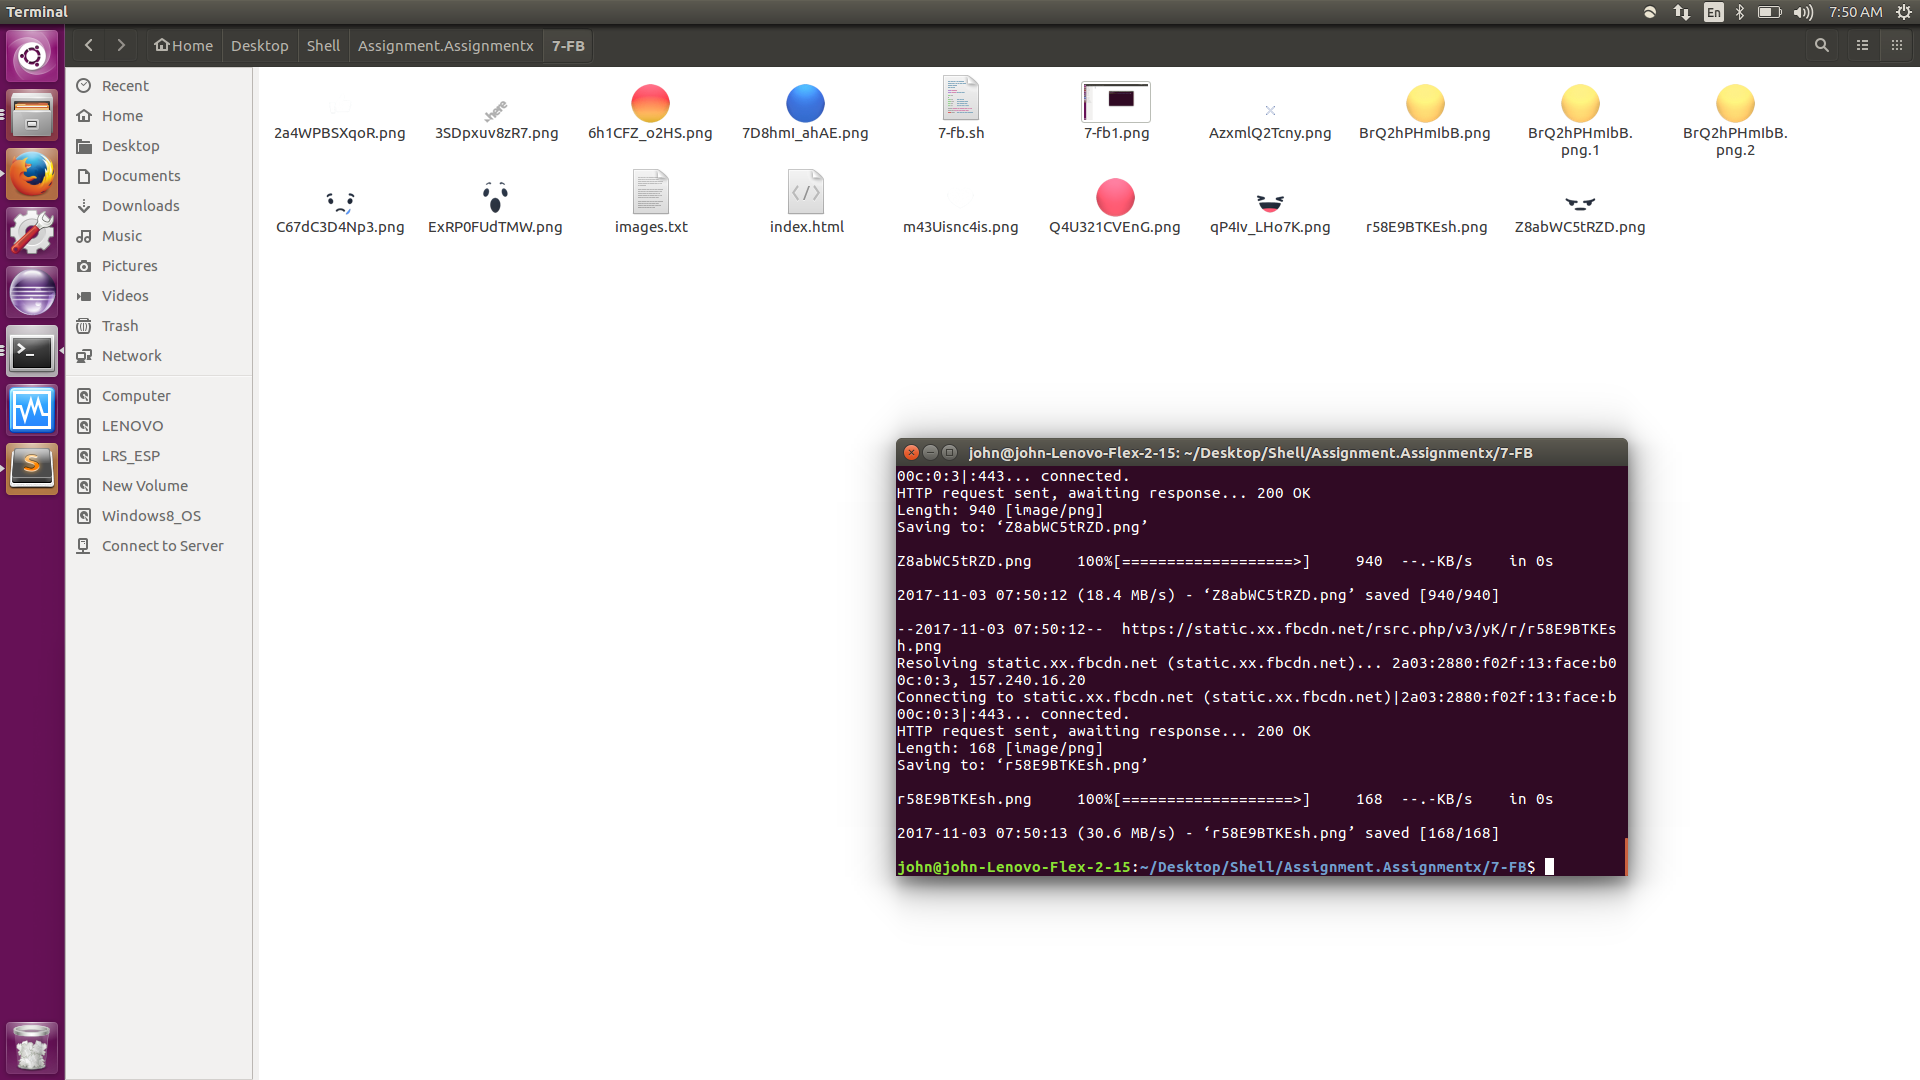 Terminal
En
7:50 AM
Home
Desktop
Shell
Assignment.Assignmentx
7-FB
Recent
Home
Desktop
Documents
Downloads
Music
Pictures
Videos
Trash
Network
Computer
LENOVO
LRS_ESP
New Volume
Windows8_OS
Connect to Server
2a4WPBSXqoR.png
3SDpxuv8zR7.png
6h1CFZ_o2HS.png
7D8hmI_ahAE.png
7-fb.sh
7-fb1.png
AzxmlQ2Tcny.png
BrQ2hPHmIbB.png
BrQ2hPHmIbB.
png.1
BrQ2hPHmIbB.
png.2
C67dC3D4Np3.png
ExRP0FUdTMW.png
images.txt
index.html
m43Uisnc4is.png
Q4U321CVEnG.png
qP4Iv_LHo7K.png
r58E9BTKEsh.png
Z8abWC5tRZD.png
john@john-Lenovo-Flex-2-15: ~/Desktop/Shell/Assignment.Assignmentx/7-FB
00c:0:3|:443... connected.
HTTP request sent, awaiting response... 200 OK
Length: 940 [image/png]
Saving to: ‘Z8abWC5tRZD.png’
Z8abWC5tRZD.png     100%[===================>]     940  --.-KB/s    in 0s
2017-11-03 07:50:12 (18.4 MB/s) - ‘Z8abWC5tRZD.png’ saved [940/940]
--2017-11-03 07:50:12--  https://static.xx.fbcdn.net/rsrc.php/v3/yK/r/r58E9BTKEs
h.png
Resolving static.xx.fbcdn.net (static.xx.fbcdn.net)... 2a03:2880:f02f:13:face:b0
0c:0:3, 157.240.16.20
Connecting to static.xx.fbcdn.net (static.xx.fbcdn.net)|2a03:2880:f02f:13:face:b
00c:0:3|:443... connected.
HTTP request sent, awaiting response... 200 OK
Length: 168 [image/png]
Saving to: ‘r58E9BTKEsh.png’
r58E9BTKEsh.png     100%[===================>]     168  --.-KB/s    in 0s
2017-11-03 07:50:13 (30.6 MB/s) - ‘r58E9BTKEsh.png’ saved [168/168]
john@john-Lenovo-Flex-2-15:~/Desktop/Shell/Assignment.Assignmentx/7-FB$